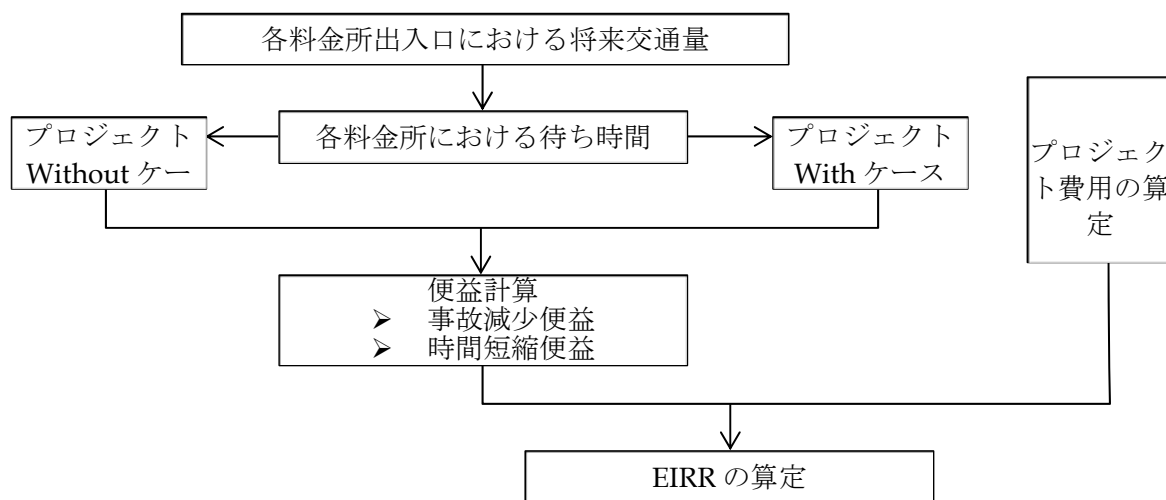 各料金所出入口における将来交通量
各料金所における待ち時間
プロジェクト
Without ケー
プロジェクト
With ケース
プロジェク
ト費用の算
定
便益計算
➢ 事故減少便益
➢ 時間短縮便益
EIRR の算定